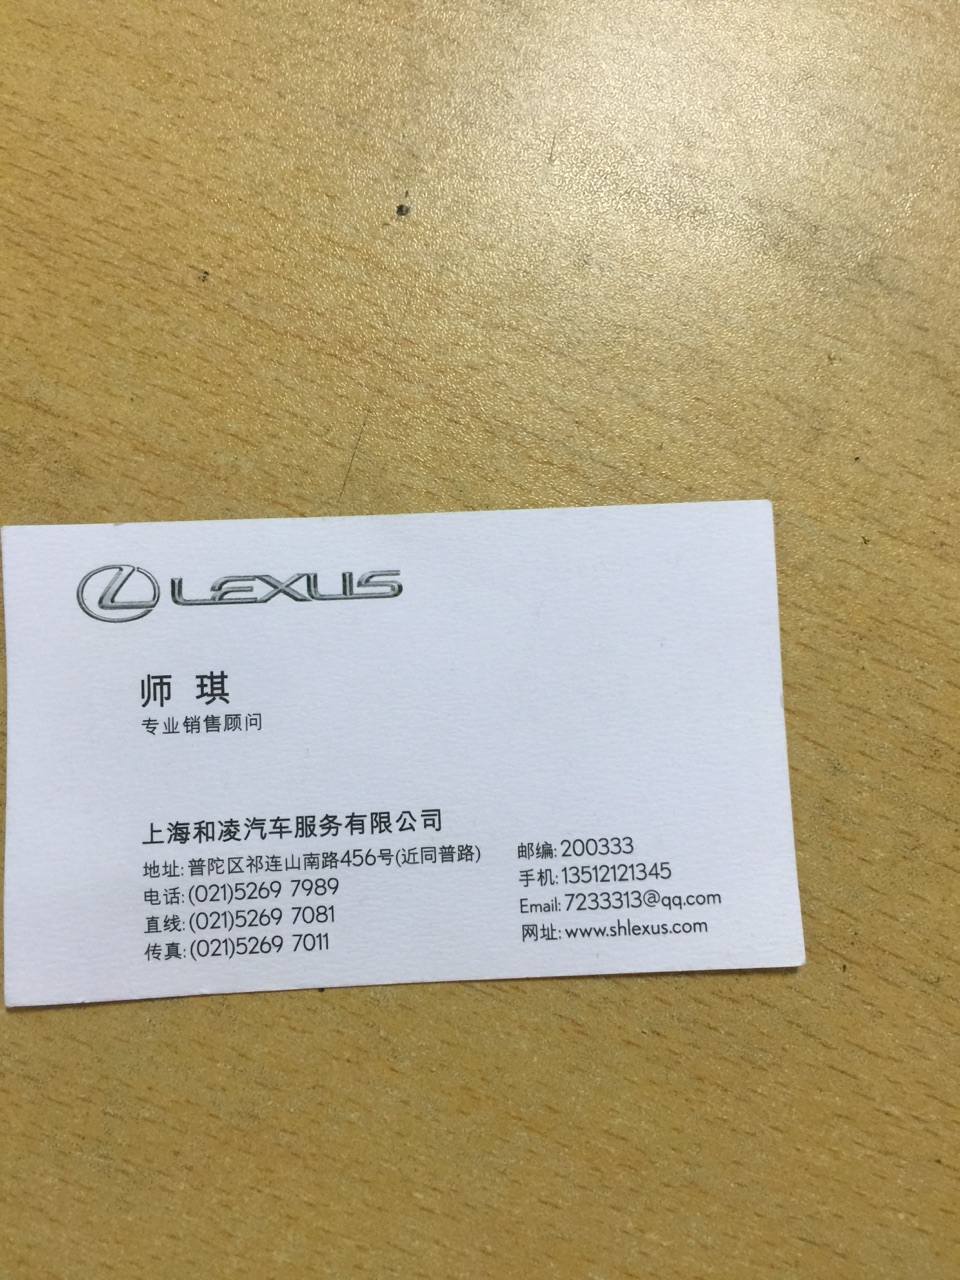 LEXUS
师 琪
专业销售顾问
上海和凌汽车服务有限公司
地址: 普陀区祁连山南路456号(近同普路)
电话: (021)5269 7989
直线: (021)5269 7081
传真: (021)5269 7011
邮编: 200333
手机: 13512121345
Email: 7233313@qq.com
网址: www.shlexus.com